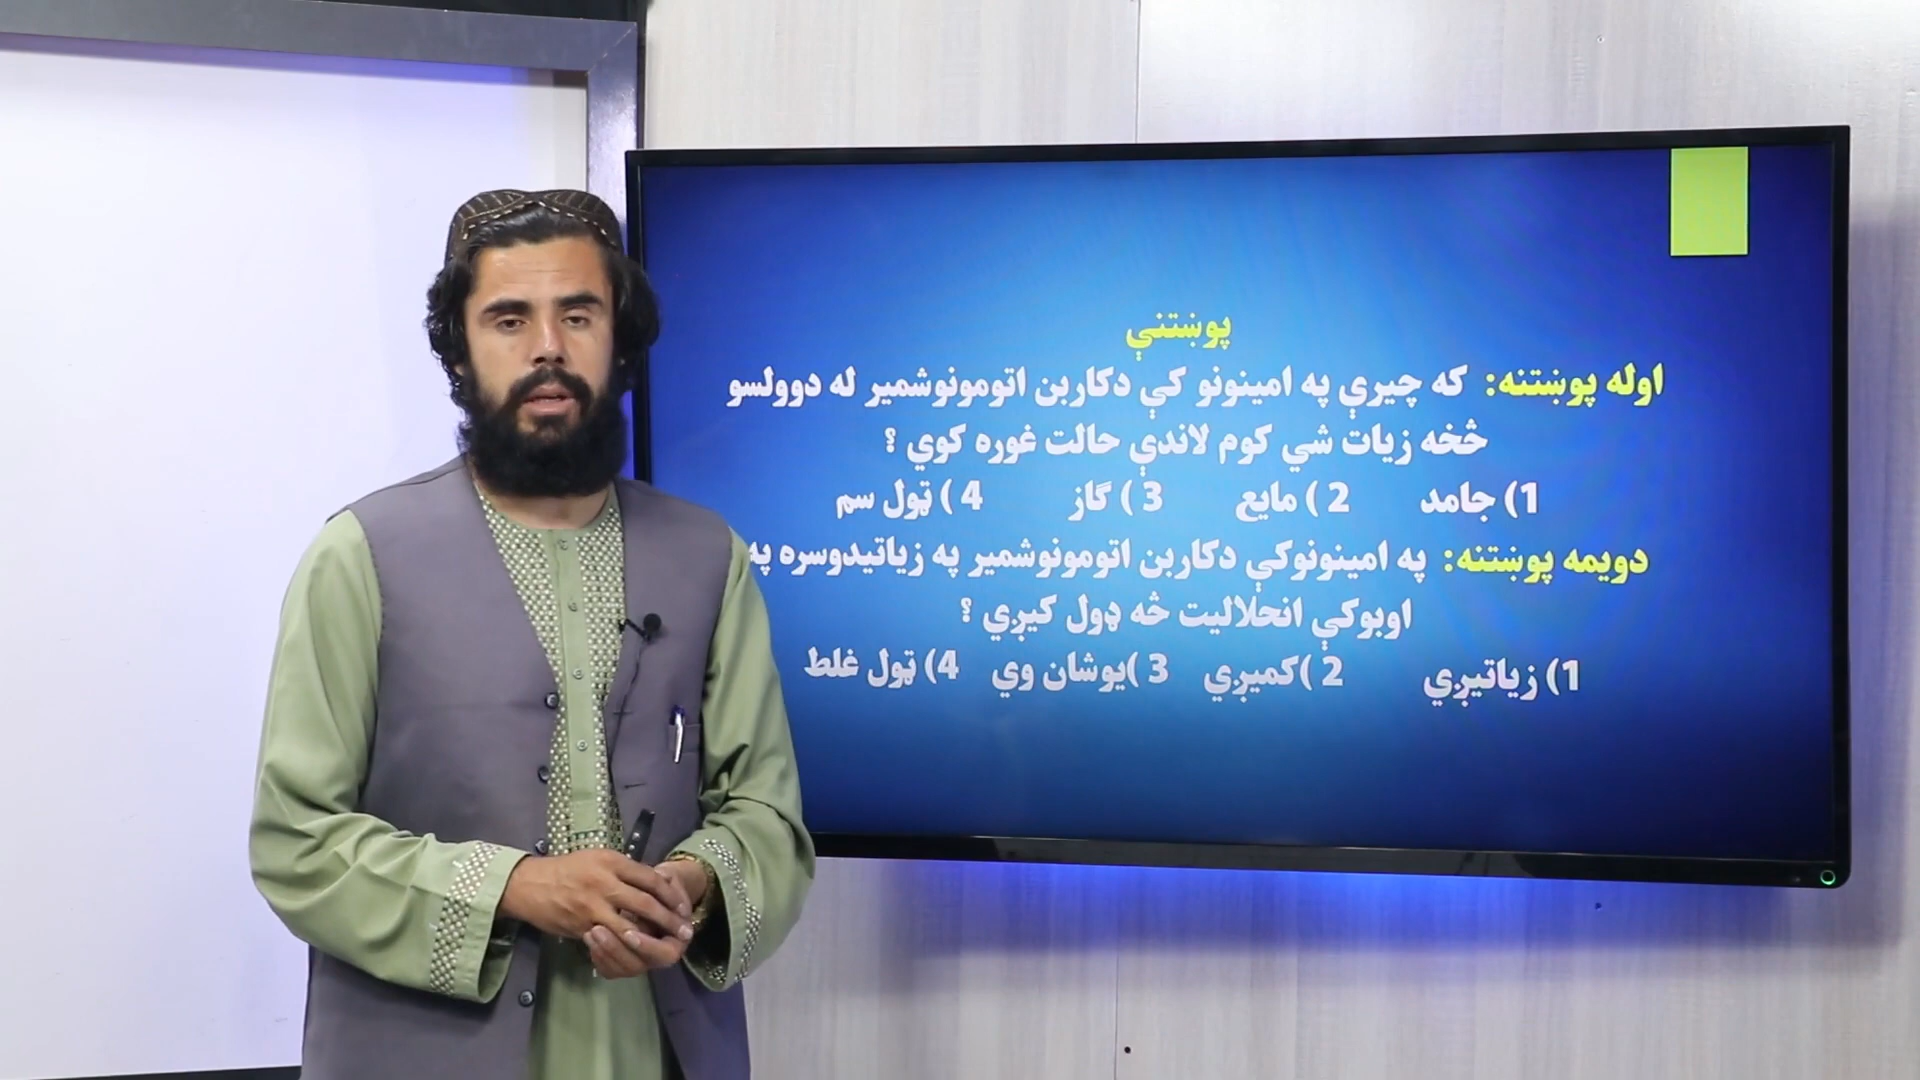 پوښتنې
اوله پوښتنه: که چیرې په امینونو کې دکاربن اتومونوشمیر له دوولسو
څخه زیات شي کوم لاندې حالت غوره کوي ؟
1) جامد 2 ) مایع 3 ) گاز 4 ) ټول سم
دویمه پوښتنه: په امینونوکې دکاربن اتومونوشمیر په زیاتیدوسره په
اوبوکې انحلالیت څه ډول کیږي ؟
1) زیاتیږي 2 )کمیږي 3 )یوشان وي 4) ټول غلط